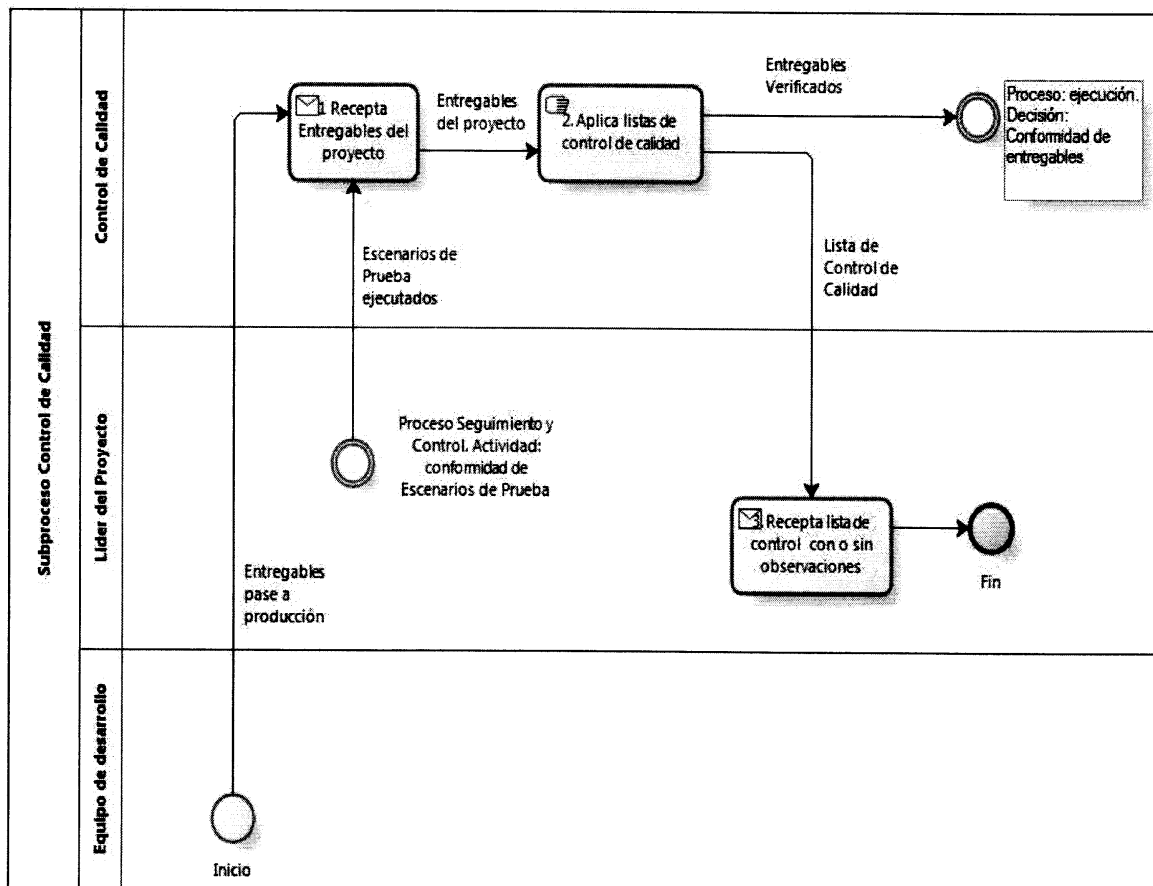 Subproceso Control de Calidad
Control de Calidad
1 Recepta
Entregables del
proyecto
Entregables
del proyecto
2. Aplica listas de
control de calidad
Entregables
Verificados
Proceso: ejecución.
Decisión:
Conformidad de
entregables
Escenarios de
Prueba
ejecutados
Lista de
Control de
Calidad
Líder del Proyecto
Proceso Seguimiento y
Control. Actividad:
conformidad de
Escenarios de Prueba
3. Recepta lista de
control con o sin
observaciones
Fin
Entregables
pase a
producción
Equipo de desarrollo
Inicio